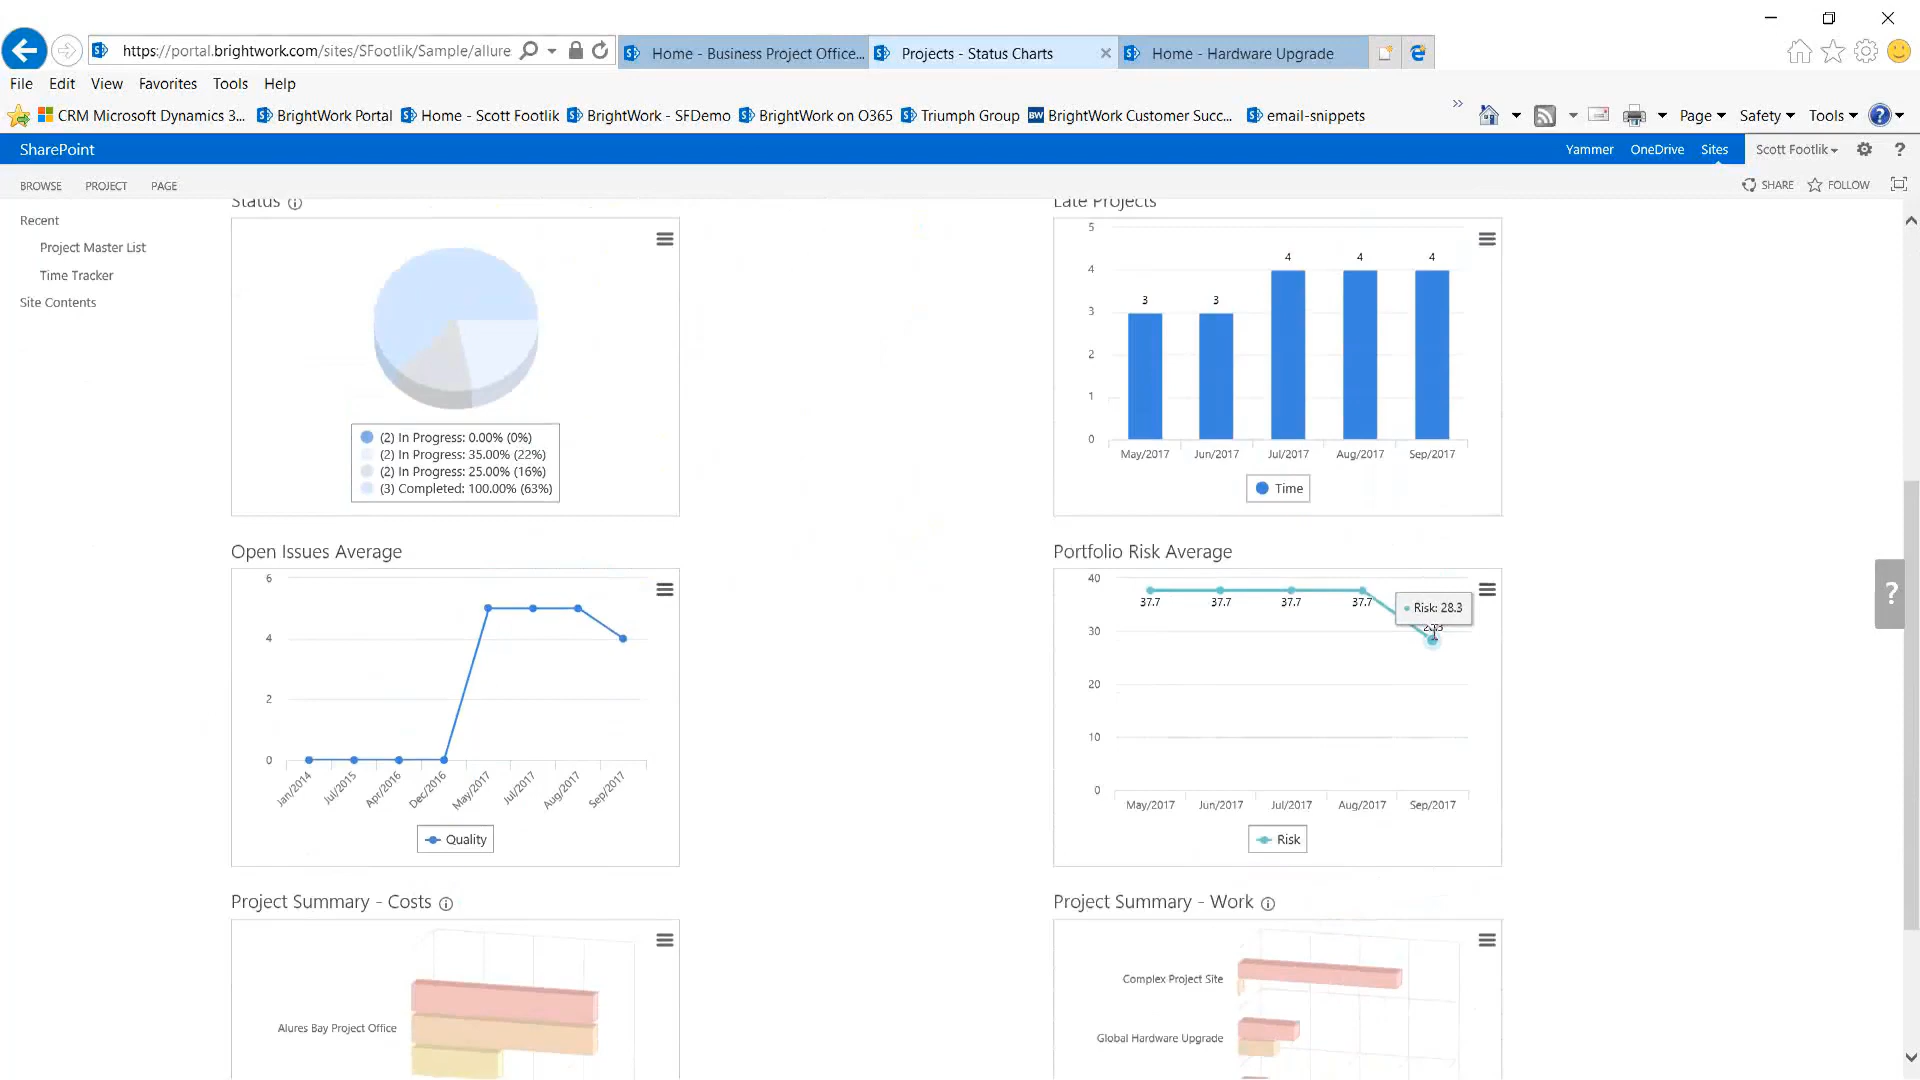 https://portal.brightwork.com/sites/SFootlik/Sample/allure
Home - Business Project Office...
Projects - Status Charts
Home - Hardware Upgrade
File Edit View Favorites Tools Help
CRM Microsoft Dynamics 3...
BrightWork Portal
Home - Scott Footlik
BrightWork - SFDemo
BrightWork on O365
Triumph Group
BW BrightWork Customer Succ...
email-snippets
Page Safety Tools
SharePoint
Yammer OneDrive Sites Scott Footlik ?
BROWSE PROJECT PAGE
SHARE FOLLOW
Recent
Project Master List
Time Tracker
Site Contents
Status
(2) In Progress: 0.00% (0%)
(2) In Progress: 35.00% (22%)
(2) In Progress: 25.00% (16%)
(3) Completed: 100.00% (63%)
Late Projects
5
4
3
2
1
0
3 3 4 4 4
May/2017 Jun/2017 Jul/2017 Aug/2017 Sep/2017
Time
Open Issues Average
6
4
2
0
Jan/2014 Jul/2015 Apr/2016 Dec/2016 May/2017 Jul/2017 Aug/2017 Sep/2017
Quality
Portfolio Risk Average
40
30
20
10
0
37.7 37.7 37.7 37.7
Risk: 28.3
May/2017 Jun/2017 Jul/2017 Aug/2017 Sep/2017
Risk
?
Project Summary - Costs
Alures Bay Project Office
Project Summary - Work
Complex Project Site
Global Hardware Upgrade